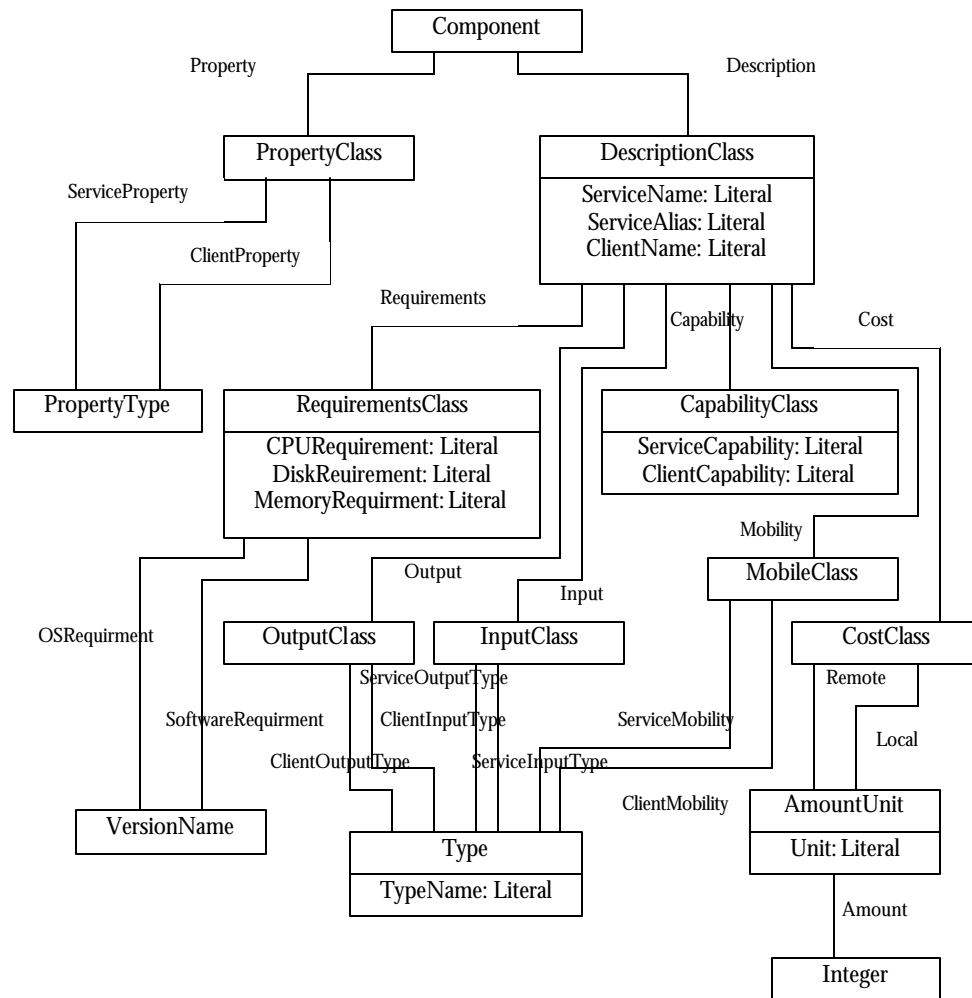 Component
Property
Description
PropertyClass
DescriptionClass
ServiceProperty
ServiceName: Literal
ServiceAlias: Literal
ClientName: Literal
ClientProperty
Requirements
Capability
Cost
PropertyType
RequirementsClass
CapabilityClass
CPURequirement: Literal
DiskReuirement: Literal
MemoryRequirment: Literal
ServiceCapability: Literal
ClientCapability: Literal
Mobility
Output
Input
MobileClass
OSRequirment
OutputClass
InputClass
CostClass
ServiceOutputType
Remote
SoftwareRequirment
ClientInputType
ServiceMobility
Local
ClientOutputType
ServiceInputType
ClientMobility
VersionName
AmountUnit
Type
Unit: Literal
TypeName: Literal
Amount
Integer